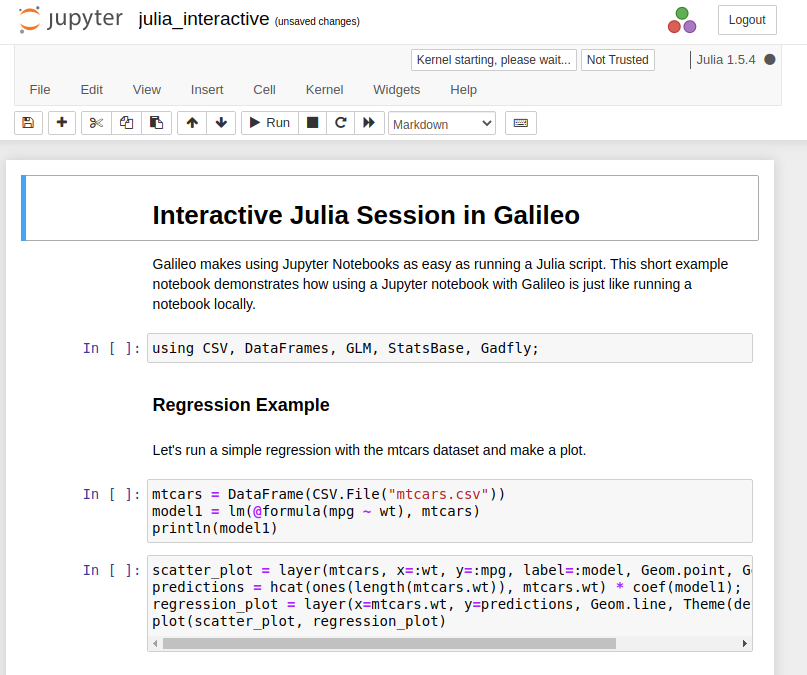 jupyter julia_interactive (unsaved changes)
Logout
Kernel starting, please wait... Not Trusted Julia 1.5.4
File Edit View Insert Cell Kernel Widgets Help
Run Markdown
Interactive Julia Session in Galileo
Galileo makes using Jupyter Notebooks as easy as running a Julia script. This short example
notebook demonstrates how using a Jupyter notebook with Galileo is just like running a
notebook locally.
In [ ]: using CSV, DataFrames, GLM, StatsBase, Gadfly;
Regression Example
Let's run a simple regression with the mtcars dataset and make a plot.
In [ ]: mtcars = DataFrame(CSV.File("mtcars.csv"))
model1 = lm(@formula(mpg ~ wt), mtcars)
println(model1)
In [ ]: scatter_plot = layer(mtcars, x=:wt, y=:mpg, label=:model, Geom.point,
predictions = hcat(ones(length(mtcars.wt)), mtcars.wt) * coef(model1);
regression_plot = layer(x=mtcars.wt, y=predictions, Geom.line, Theme(de
plot(scatter_plot, regression_plot)